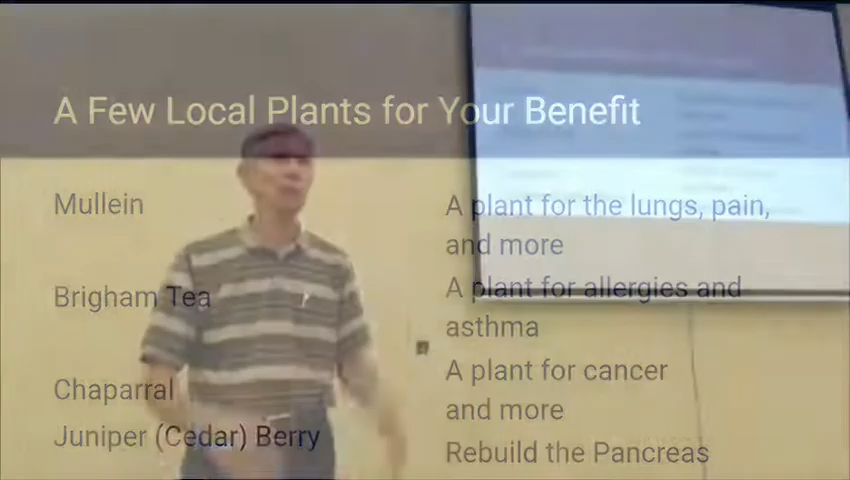 A Few Local Plants for Your Benefit
Mullein
A plant for the lungs, pain,
and more
Brigham Tea
A plant for allergies and
asthma
Chaparral
A plant for cancer
and more
Juniper (Cedar) Berry
Rebuild the Pancreas